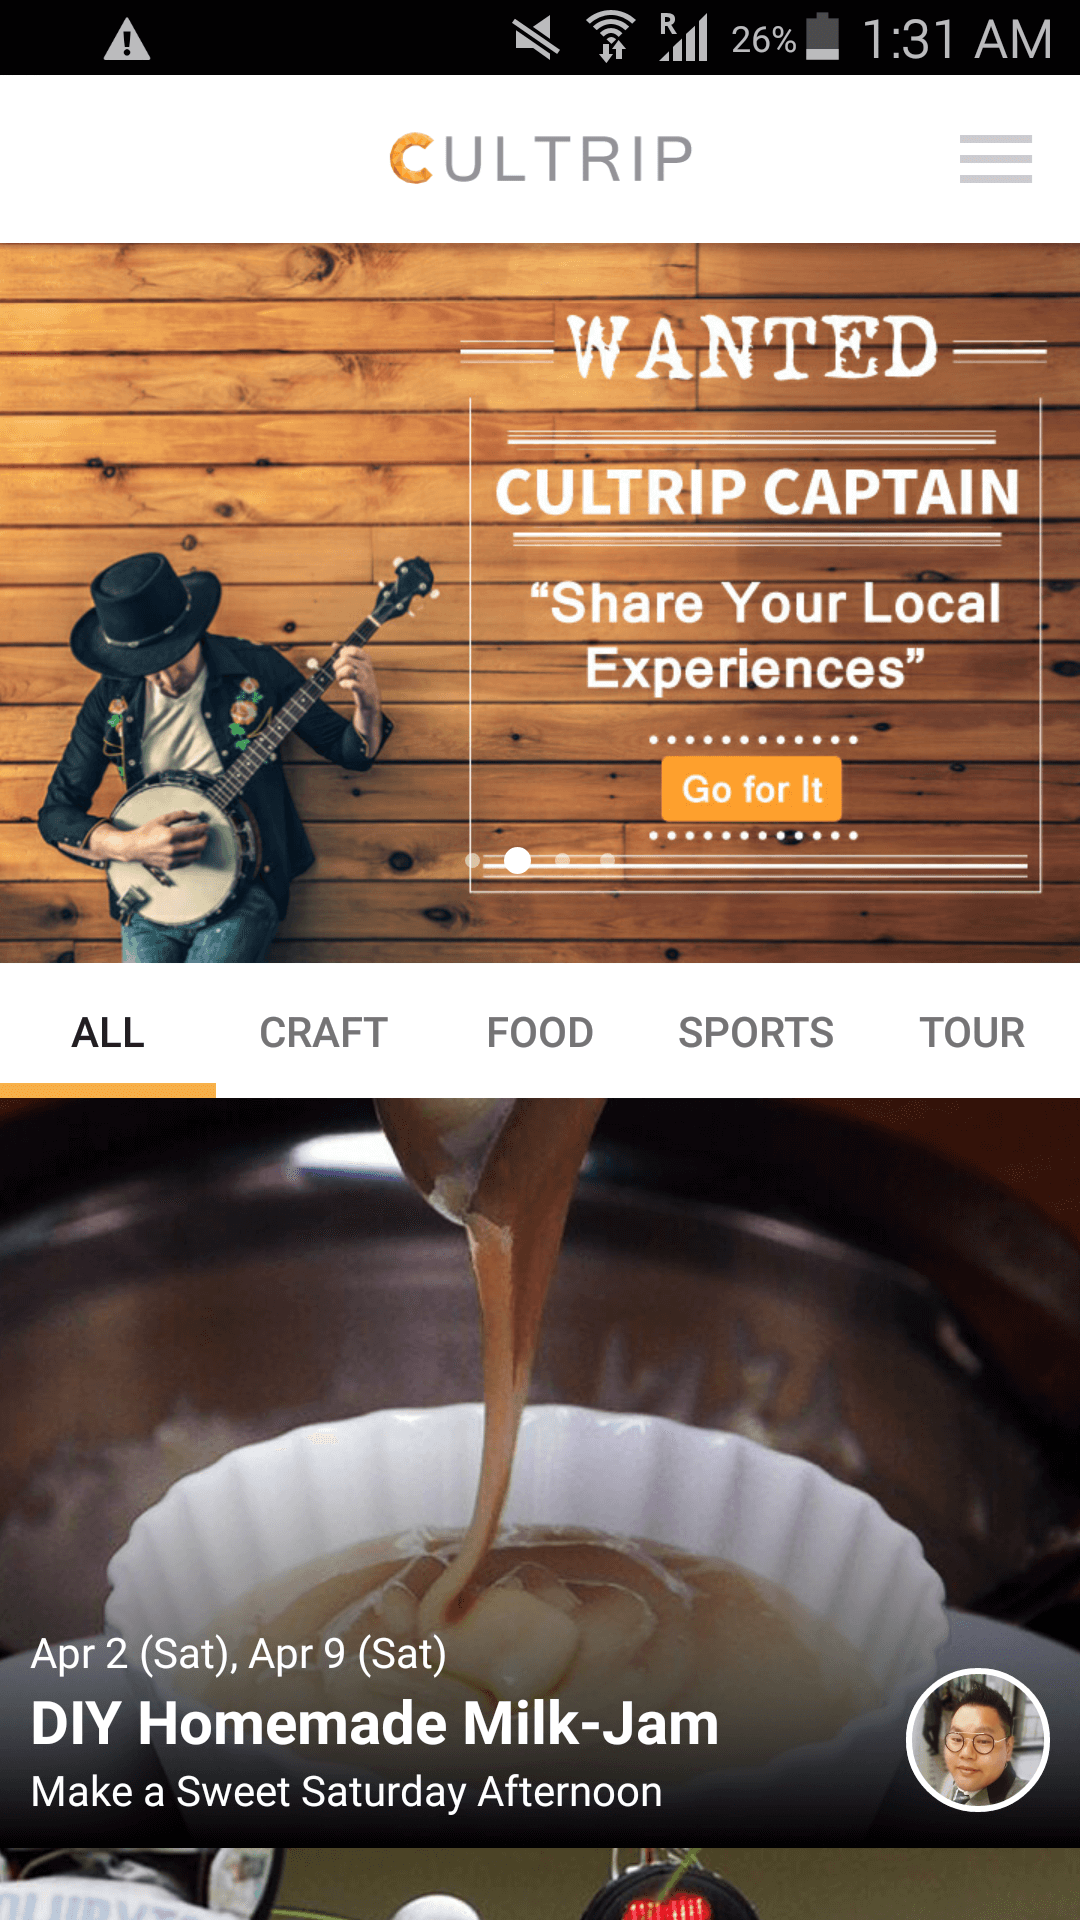 R 26% 1:31 AM
CULTRIP
WANTED
CULTRIP CAPTAIN
“Share Your Local
Experiences”
Go for It
ALL CRAFT FOOD SPORTS TOUR
Apr 2 (Sat), Apr 9 (Sat)
DIY Homemade Milk-Jam
Make a Sweet Saturday Afternoon